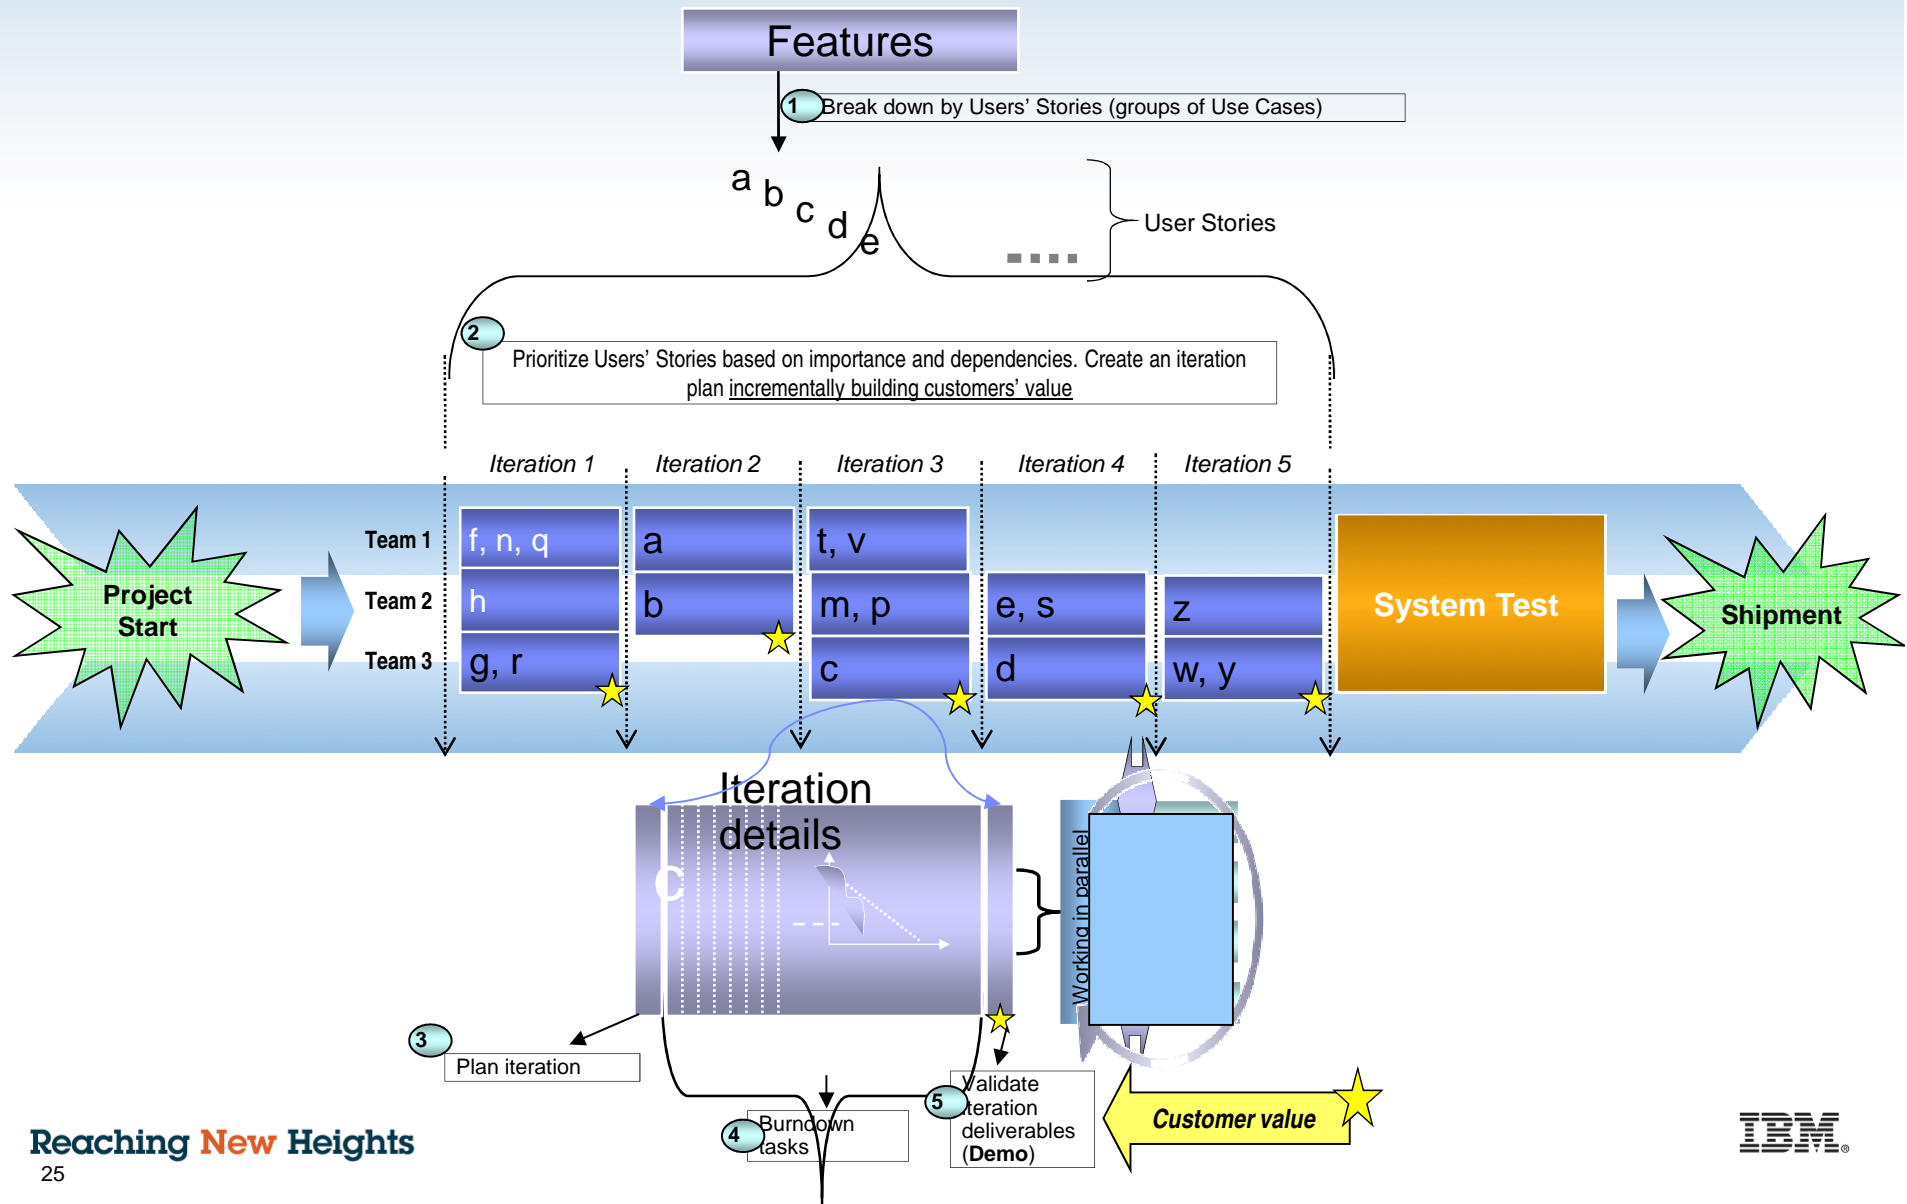 Features
1
Break down by Users' Stories (groups of Use Cases)
a
b
c
d
e
User Stories
2
Prioritize Users' Stories based on importance and dependencies. Create an iteration
plan incrementally building customers' value
Iteration 1
Iteration 2
Iteration 3
Iteration 4
Iteration 5
Project
Start
Team 1
f, n, q
a
t, v
Team 2
h
b
m, p
e, s
z
Team 3
g, r
c
d
w, y
System Test
Shipment
Iteration
details
C
Working in parallel
3
Plan iteration
4
Burndown
tasks
5
Validate
iteration
deliverables
(Demo)
Customer value
Reaching New Heights
25
IBM®